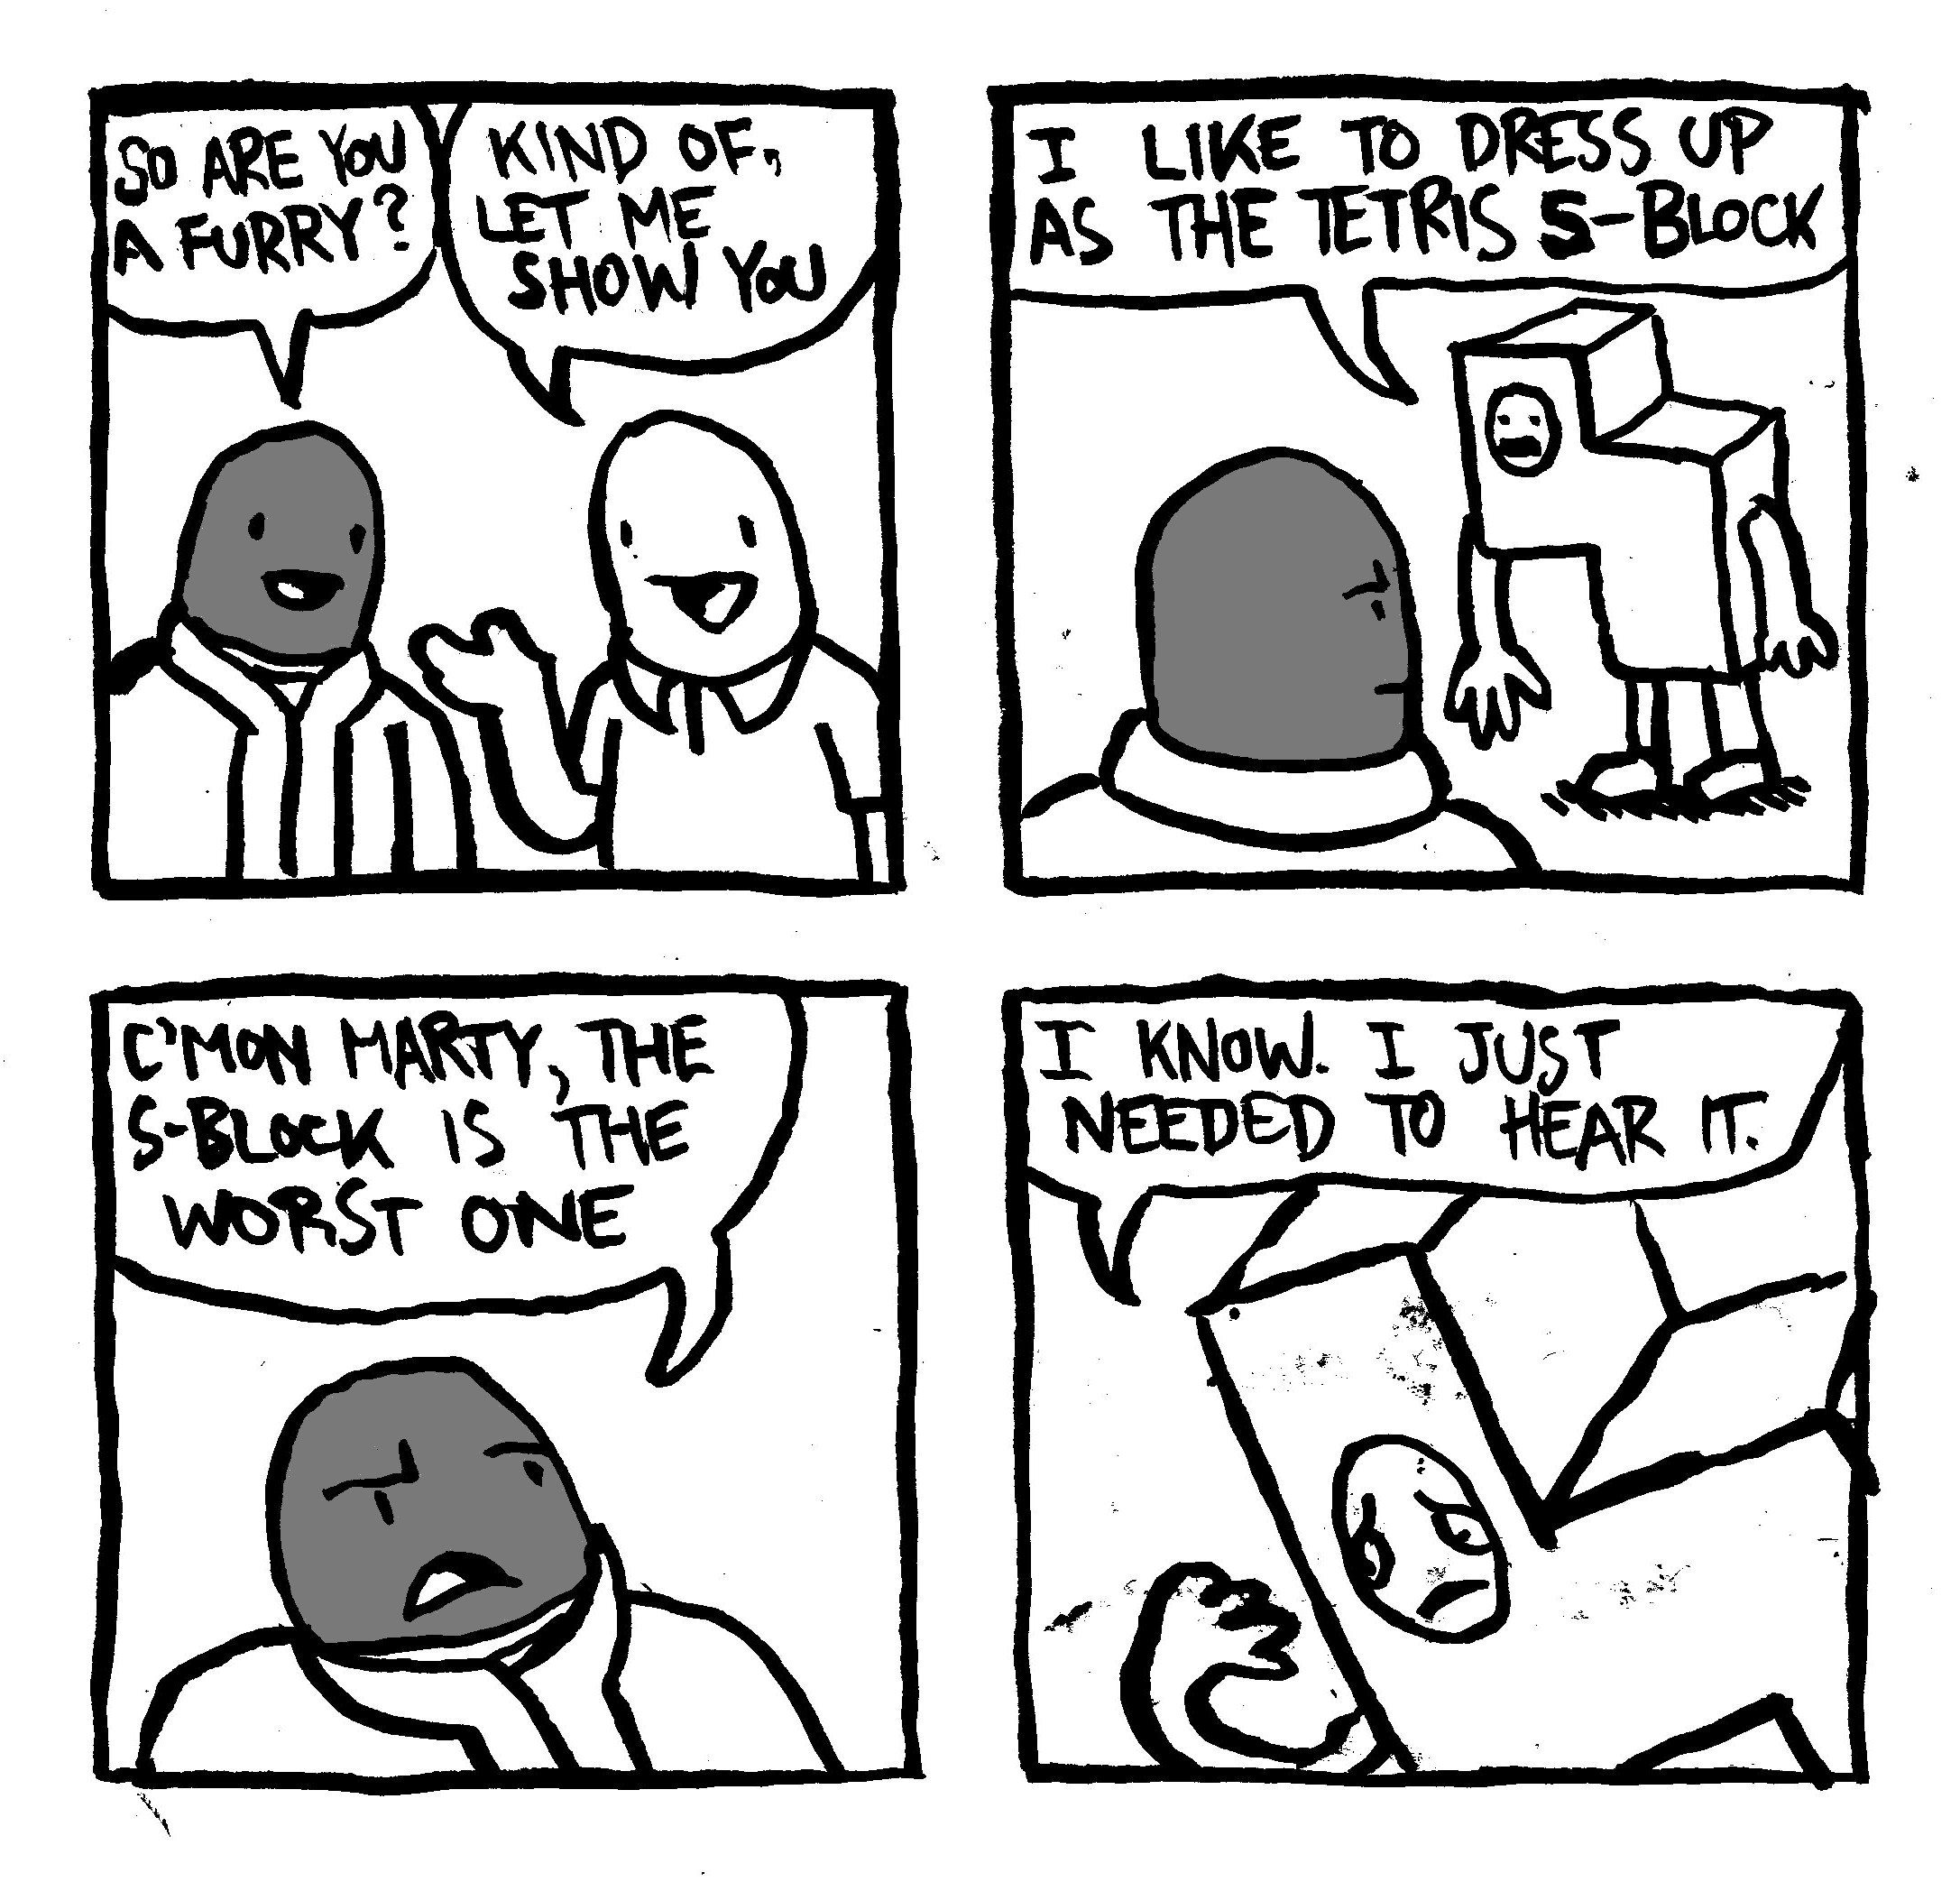 SO ARE YOU
A FURRY?
KIND OF,
LET ME
SHOW YOU
I LIKE TO DRESS UP
AS THE TETRIS S-BLOCK
C'MON MARTY, THE
S-BLOCK IS THE
WORST ONE
I KNOW. I JUST
NEEDED TO HEAR IT.